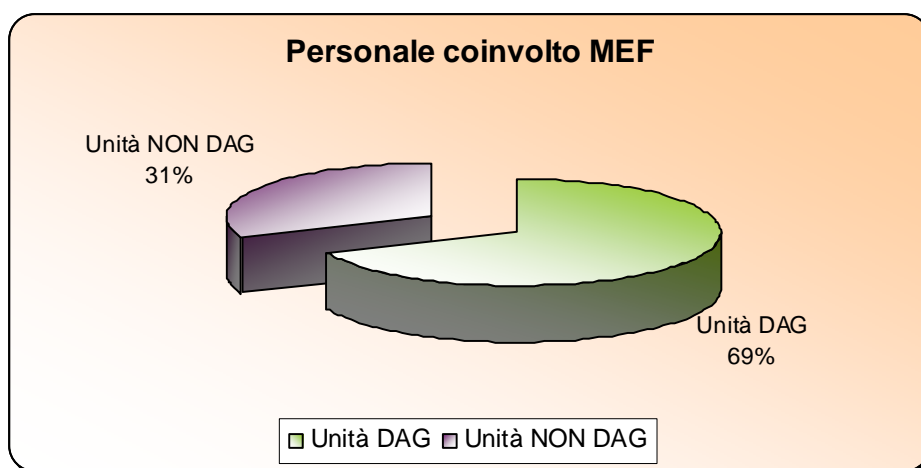 Personale coinvolto MEF
Unità NON DAG
31%
Unità DAG
69%
Unità DAG Unità NON DAG